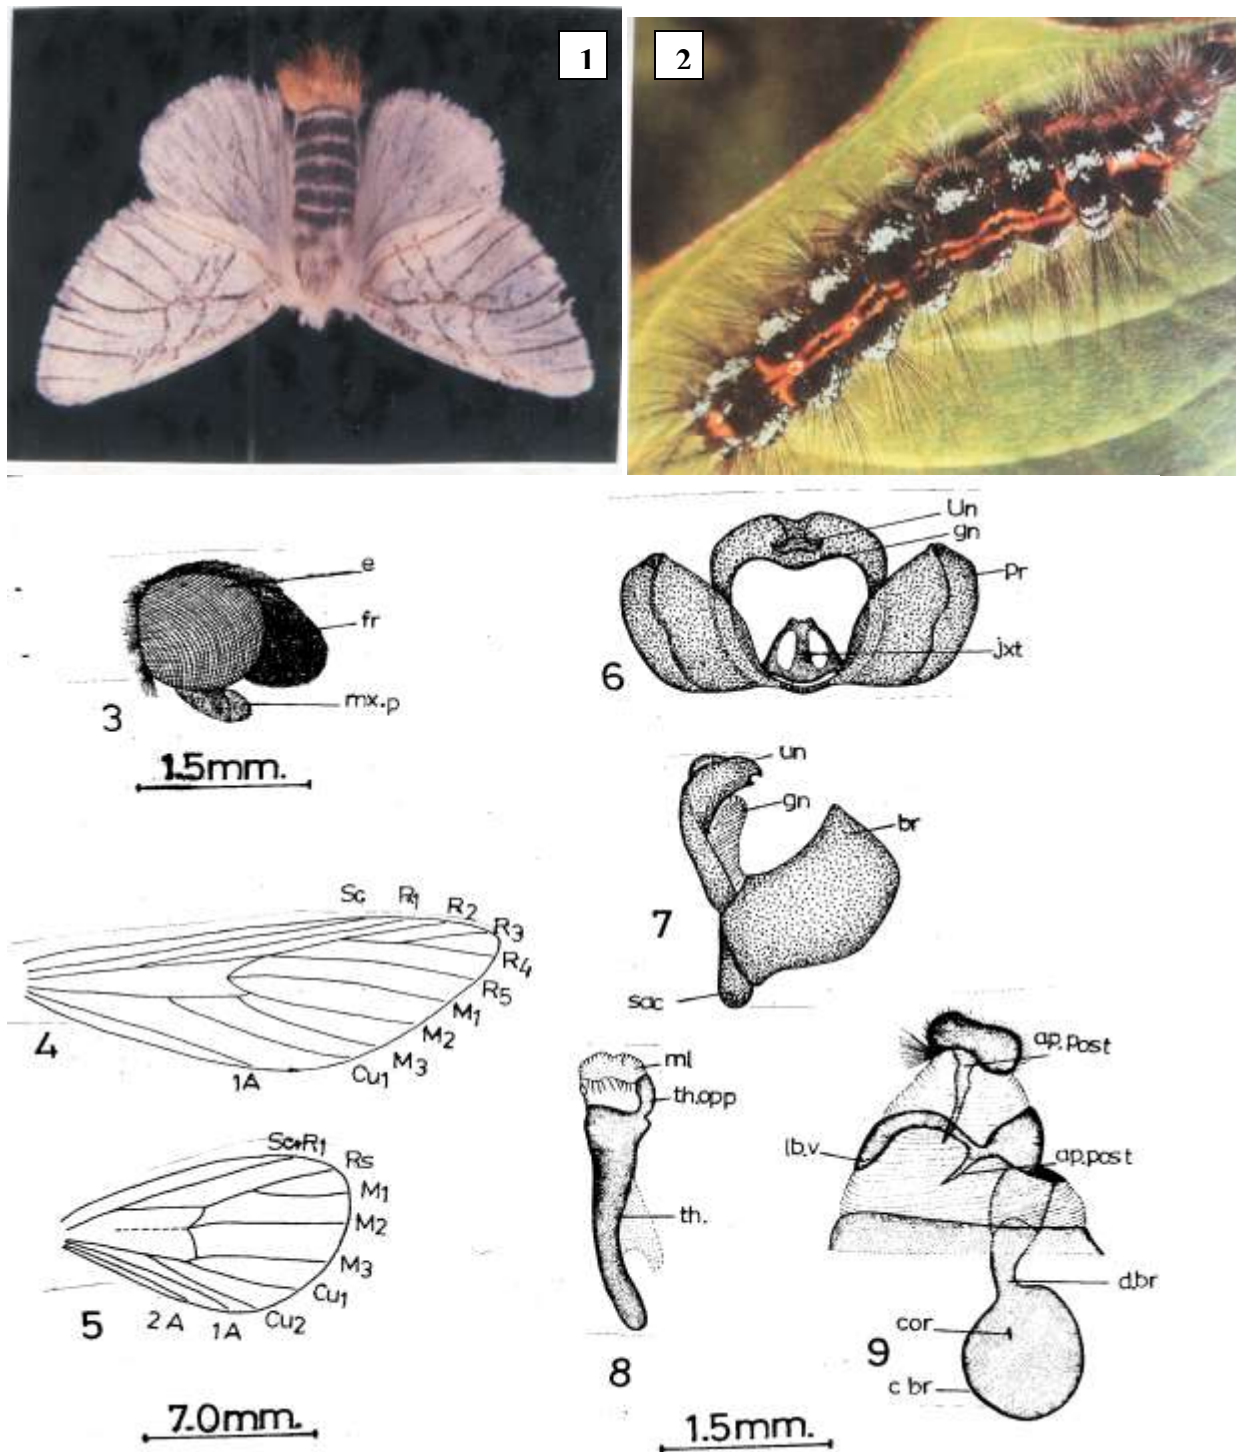 1
2
e
fr
mx.p
3
1.5mm.
Un
gn
pr
jxt
6
un
gn
br
7
sac
Sc R1 R2 R3
R4
R5
M1
M2
M3
Cu1
1A
4
Sc+R1
Rs
M1
M2
M3
Cu1
Cu2
1A
2A
5
7.0mm.
ml
th.opp
th.
8
ap.post
lb.v
ap.post
d.br
cor
9
c br
1.5mm.